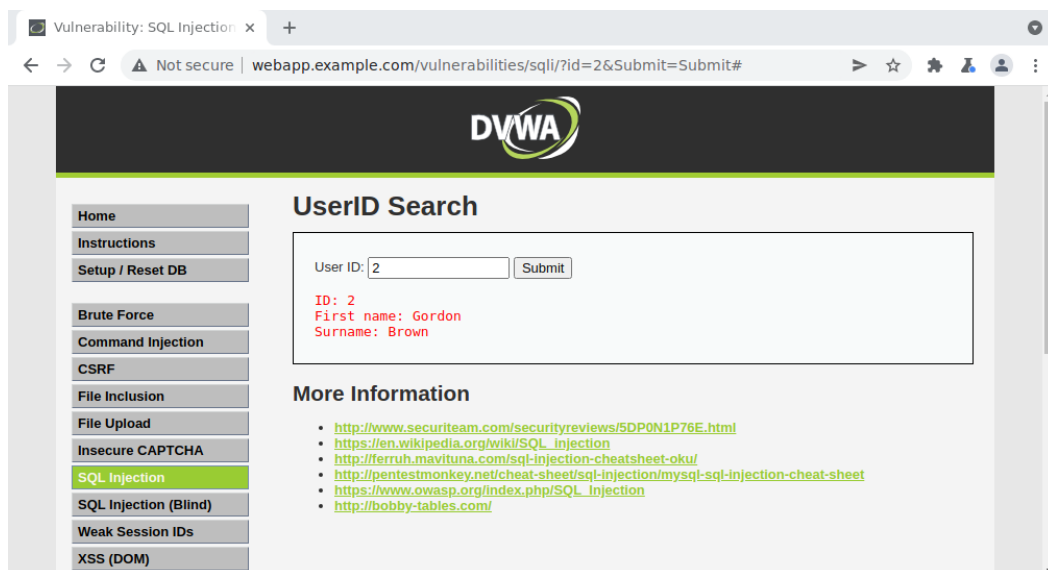 Vulnerability: SQL Injection
Not secure | webapp.example.com/vulnerabilities/sqli/?id=2&Submit=Submit#
DVWA
Home
Instructions
Setup / Reset DB
Brute Force
Command Injection
CSRF
File Inclusion
File Upload
Insecure CAPTCHA
SQL Injection
SQL Injection (Blind)
Weak Session IDs
XSS (DOM)
UserID Search
User ID: 2 Submit
ID: 2
First name: Gordon
Surname: Brown
More Information
http://www.securiteam.com/securityreviews/5DP0N1P76E.html
https://en.wikipedia.org/wiki/SQL_injection
http://ferruh.mavituna.com/sql-injection-cheatsheet-oku/
http://pentestmonkey.net/cheat-sheet/sql-injection/mysql-sql-injection-cheat-sheet
https://www.owasp.org/index.php/SQL_Injection
http://bobby-tables.com/